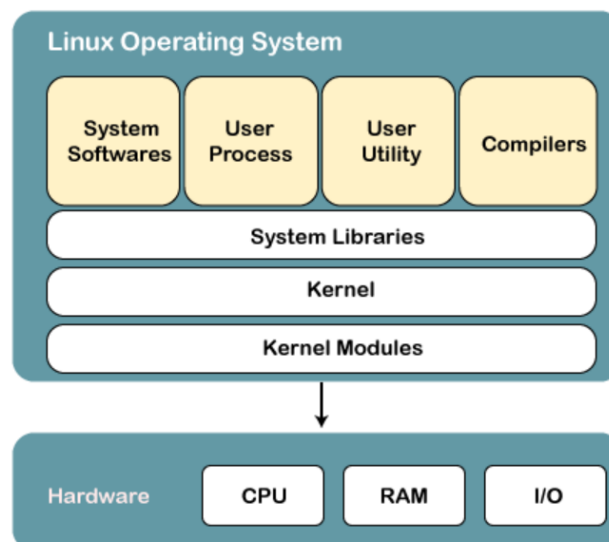 Linux Operating System
System
Softwares
User
Process
User
Utility
Compilers
System Libraries
Kernel
Kernel Modules
Hardware
CPU
RAM
I/O